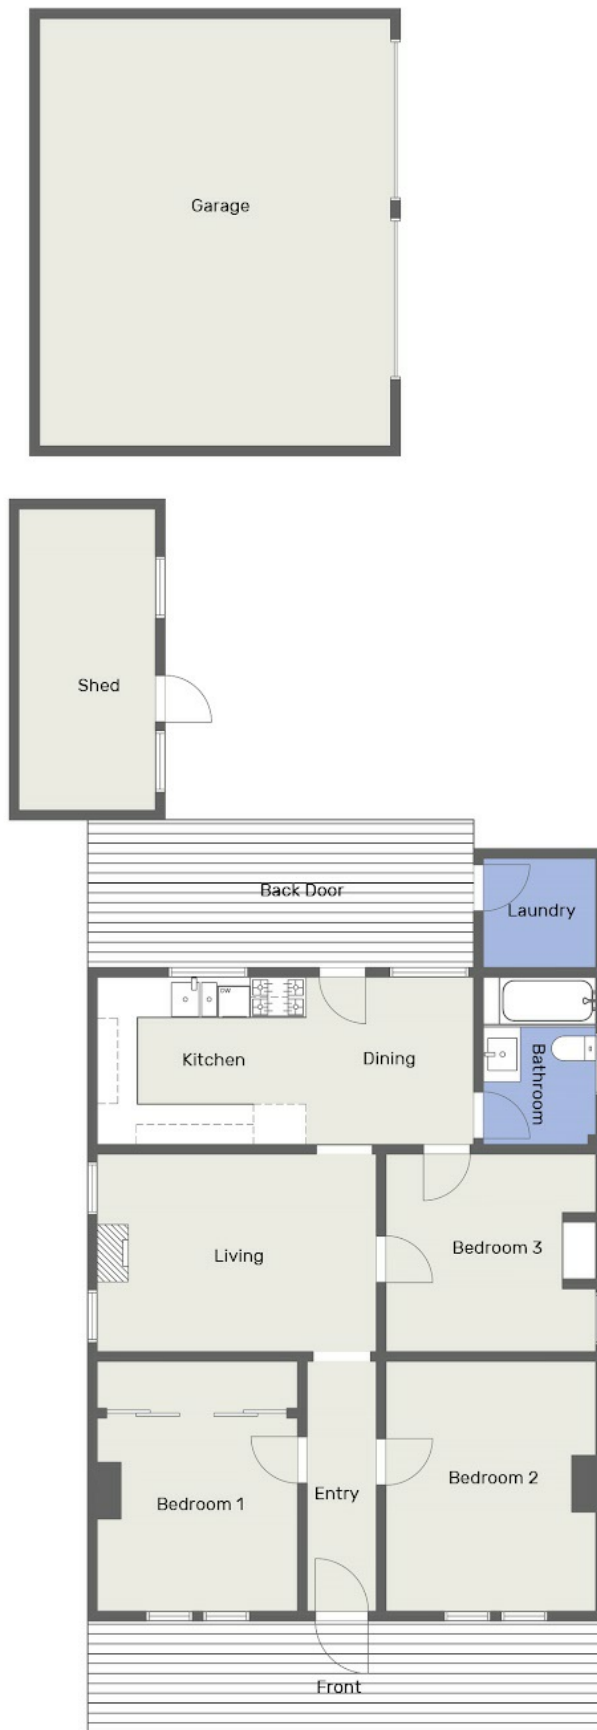 Garage
Shed
Back Door
Laundry
DW
Kitchen
Dining
Bathroom
Living
Bedroom 3
Bedroom 1
Entry
Bedroom 2
Front